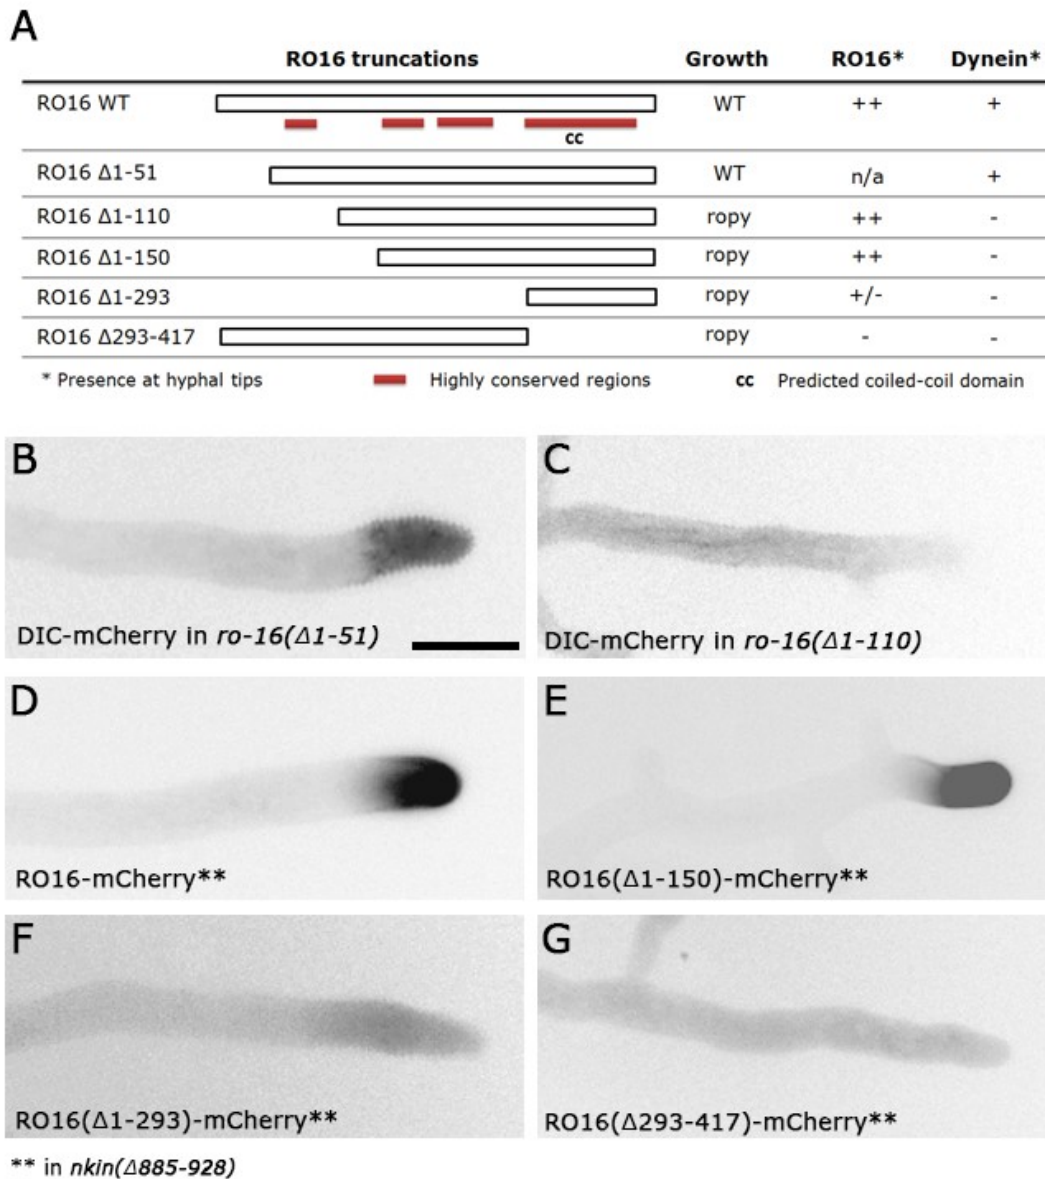 A
RO16 truncations Growth RO16* Dynein*
RO16 WT WT ++ +
cc
RO16 Δ1-51 WT n/a +
RO16 Δ1-110 ropy ++ -
RO16 Δ1-150 ropy ++ -
RO16 Δ1-293 ropy +/- -
RO16 Δ293-417 ropy - -
* Presence at hyphal tips Highly conserved regions cc Predicted coiled-coil domain
B
DIC-mCherry in ro-16(Δ1-51)
C
DIC-mCherry in ro-16(Δ1-110)
D
RO16-mCherry**
E
RO16(Δ1-150)-mCherry**
F
RO16(Δ1-293)-mCherry**
G
RO16(Δ293-417)-mCherry**
** in nkin(Δ885-928)